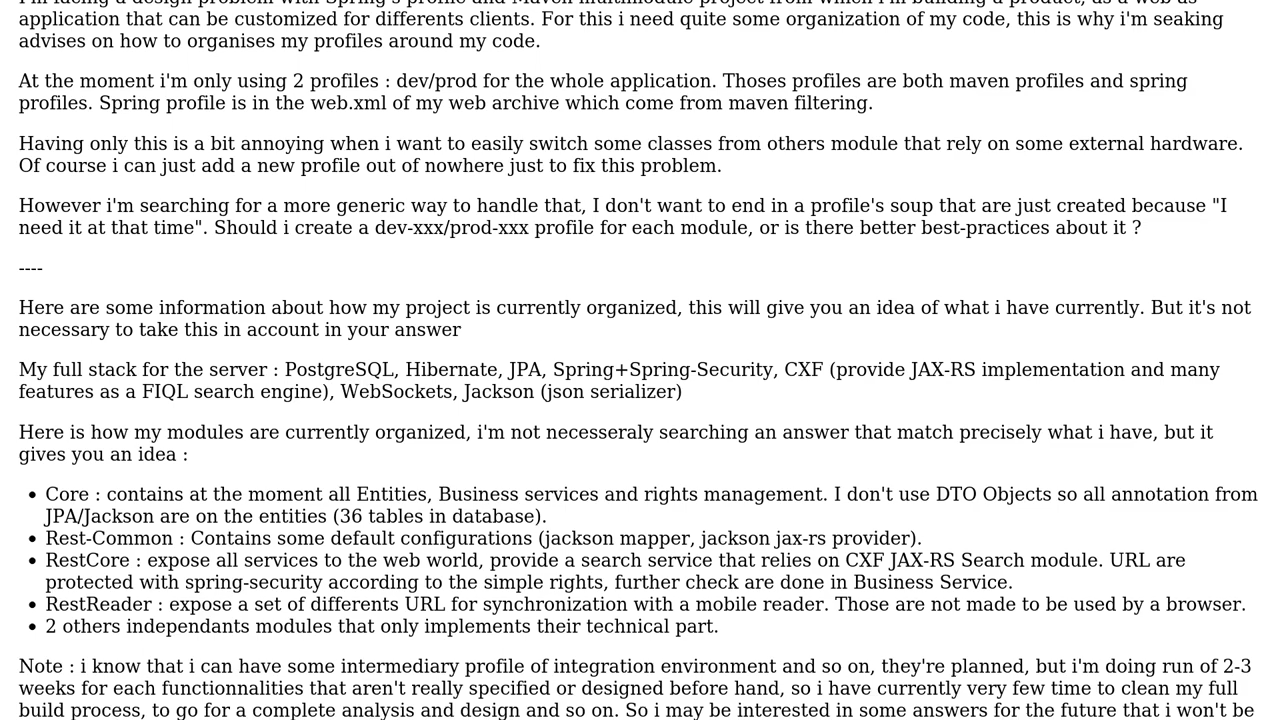 I'm facing a design problem with Spring's profile and Maven multimodule project from which i'm building a product, as a web as
application that can be customized for differents clients. For this i need quite some organization of my code, this is why i'm seaking
advises on how to organises my profiles around my code.
At the moment i'm only using 2 profiles : dev/prod for the whole application. Thoses profiles are both maven profiles and spring
profiles. Spring profile is in the web.xml of my web archive which come from maven filtering.
Having only this is a bit annoying when i want to easily switch some classes from others module that rely on some external hardware.
Of course i can just add a new profile out of nowhere just to fix this problem.
However i'm searching for a more generic way to handle that, I don't want to end in a profile's soup that are just created because "I
need it at that time". Should i create a dev-xxx/prod-xxx profile for each module, or is there better best-practices about it ?
----
Here are some information about how my project is currently organized, this will give you an idea of what i have currently. But it's not
necessary to take this in account in your answer
My full stack for the server : PostgreSQL, Hibernate, JPA, Spring+Spring-Security, CXF (provide JAX-RS implementation and many
features as a FIQL search engine), WebSockets, Jackson (json serializer)
Here is how my modules are currently organized, i'm not necesseraly searching an answer that match precisely what i have, but it
gives you an idea :
• Core : contains at the moment all Entities, Business services and rights management. I don't use DTO Objects so all annotation from
JPA/Jackson are on the entities (36 tables in database).
• Rest-Common : Contains some default configurations (jackson mapper, jackson jax-rs provider).
• RestCore : expose all services to the web world, provide a search service that relies on CXF JAX-RS Search module. URL are
protected with spring-security according to the simple rights, further check are done in Business Service.
• RestReader : expose a set of differents URL for synchronization with a mobile reader. Those are not made to be used by a browser.
• 2 others independants modules that only implements their technical part.
Note : i know that i can have some intermediary profile of integration environment and so on, they're planned, but i'm doing run of 2-3
weeks for each functionnalities that aren't really specified or designed before hand, so i have currently very few time to clean my full
build process, to go for a complete analysis and design and so on. So i may be interested in some answers for the future that i won't be